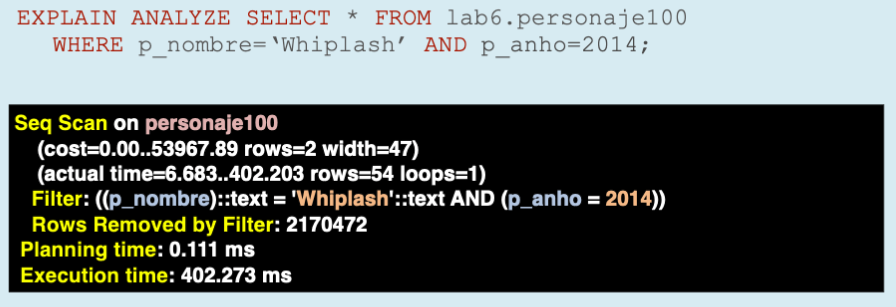 EXPLAIN ANALYZE SELECT * FROM lab6.personaje100
WHERE p_nombre=‘Whiplash’ AND p_anho=2014;
Seq Scan on personaje100
(cost=0.00..53967.89 rows=2 width=47)
(actual time=6.683..402.203 rows=54 loops=1)
Filter: ((p_nombre)::text = 'Whiplash'::text AND (p_anho = 2014))
Rows Removed by Filter: 2170472
Planning time: 0.111 ms
Execution time: 402.273 ms